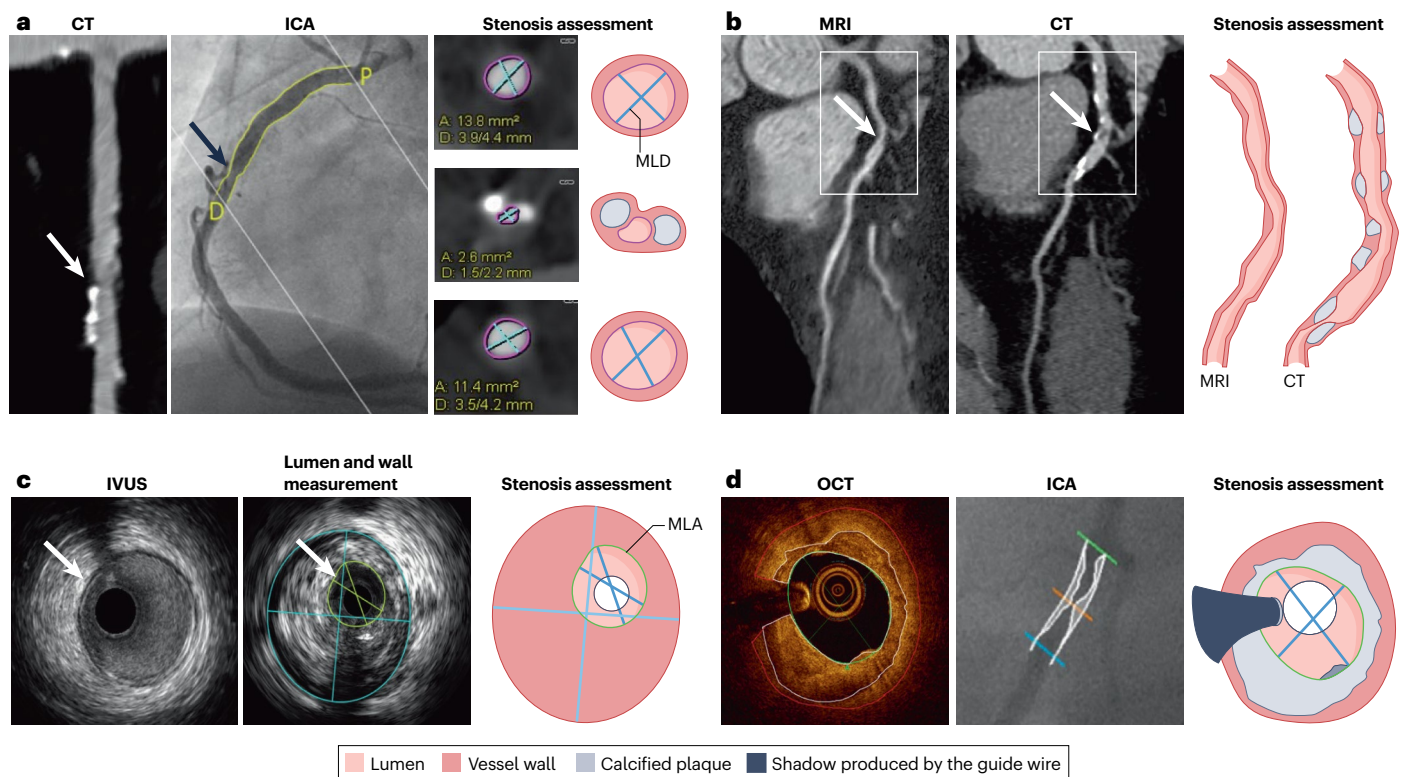 a
CT
ICA
Stenosis assessment
P
D
A: 13.8 mm²
D: 3.9/4.4 mm
MLD
A: 2.6 mm²
D: 1.5/2.2 mm
A: 11.4 mm²
D: 3.5/4.2 mm
b
MRI
CT
Stenosis assessment
MRI
CT
c
IVUS
Lumen and wall
measurement
Stenosis assessment
MLA
d
OCT
ICA
Stenosis assessment
Lumen
Vessel wall
Calcified plaque
Shadow produced by the guide wire